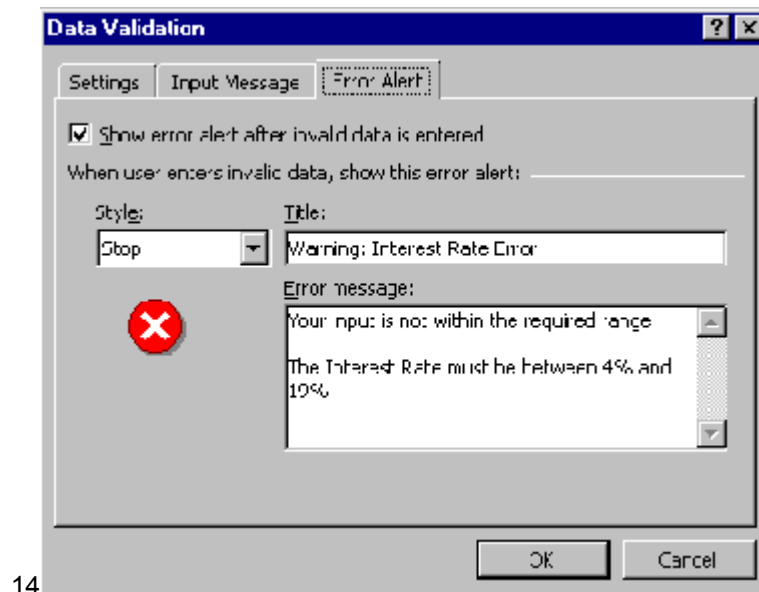 Data Validation
Settings Input Message Error Alert
Show error alert after invalid data is entered
When user enters invalid data, show this error alert:
Style: Title:
Stop Warning: Interest Rate Error
Error message:
Your input is not within the required range
The Interest Rate must be between 4% and
19%
OK Cancel
14